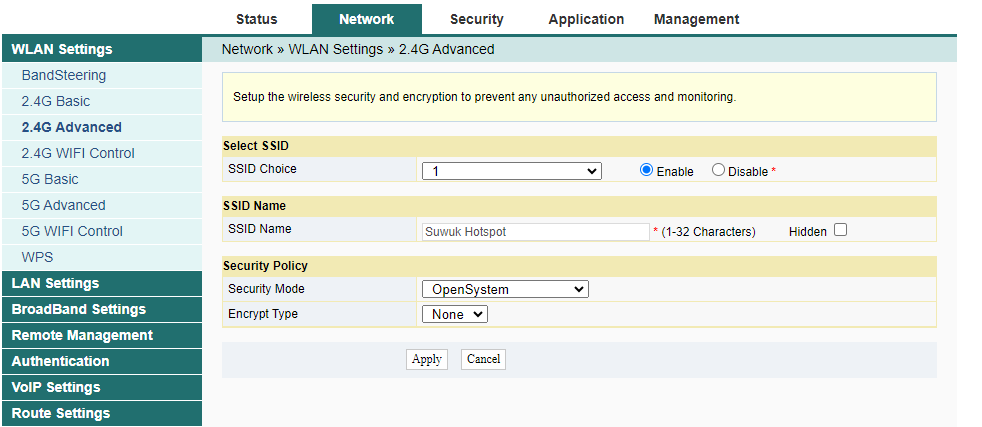 Status Network Security Application Management
WLAN Settings
Network » WLAN Settings » 2.4G Advanced
BandSteering
2.4G Basic
2.4G Advanced
2.4G WIFI Control
5G Basic
5G Advanced
5G WIFI Control
WPS
LAN Settings
BroadBand Settings
Remote Management
Authentication
VoIP Settings
Route Settings
Setup the wireless security and encryption to prevent any unauthorized access and monitoring.
Select SSID
SSID Choice 1 Enable Disable *
SSID Name
SSID Name Suwuk Hotspot * (1-32 Characters) Hidden
Security Policy
Security Mode OpenSystem
Encrypt Type None
Apply Cancel